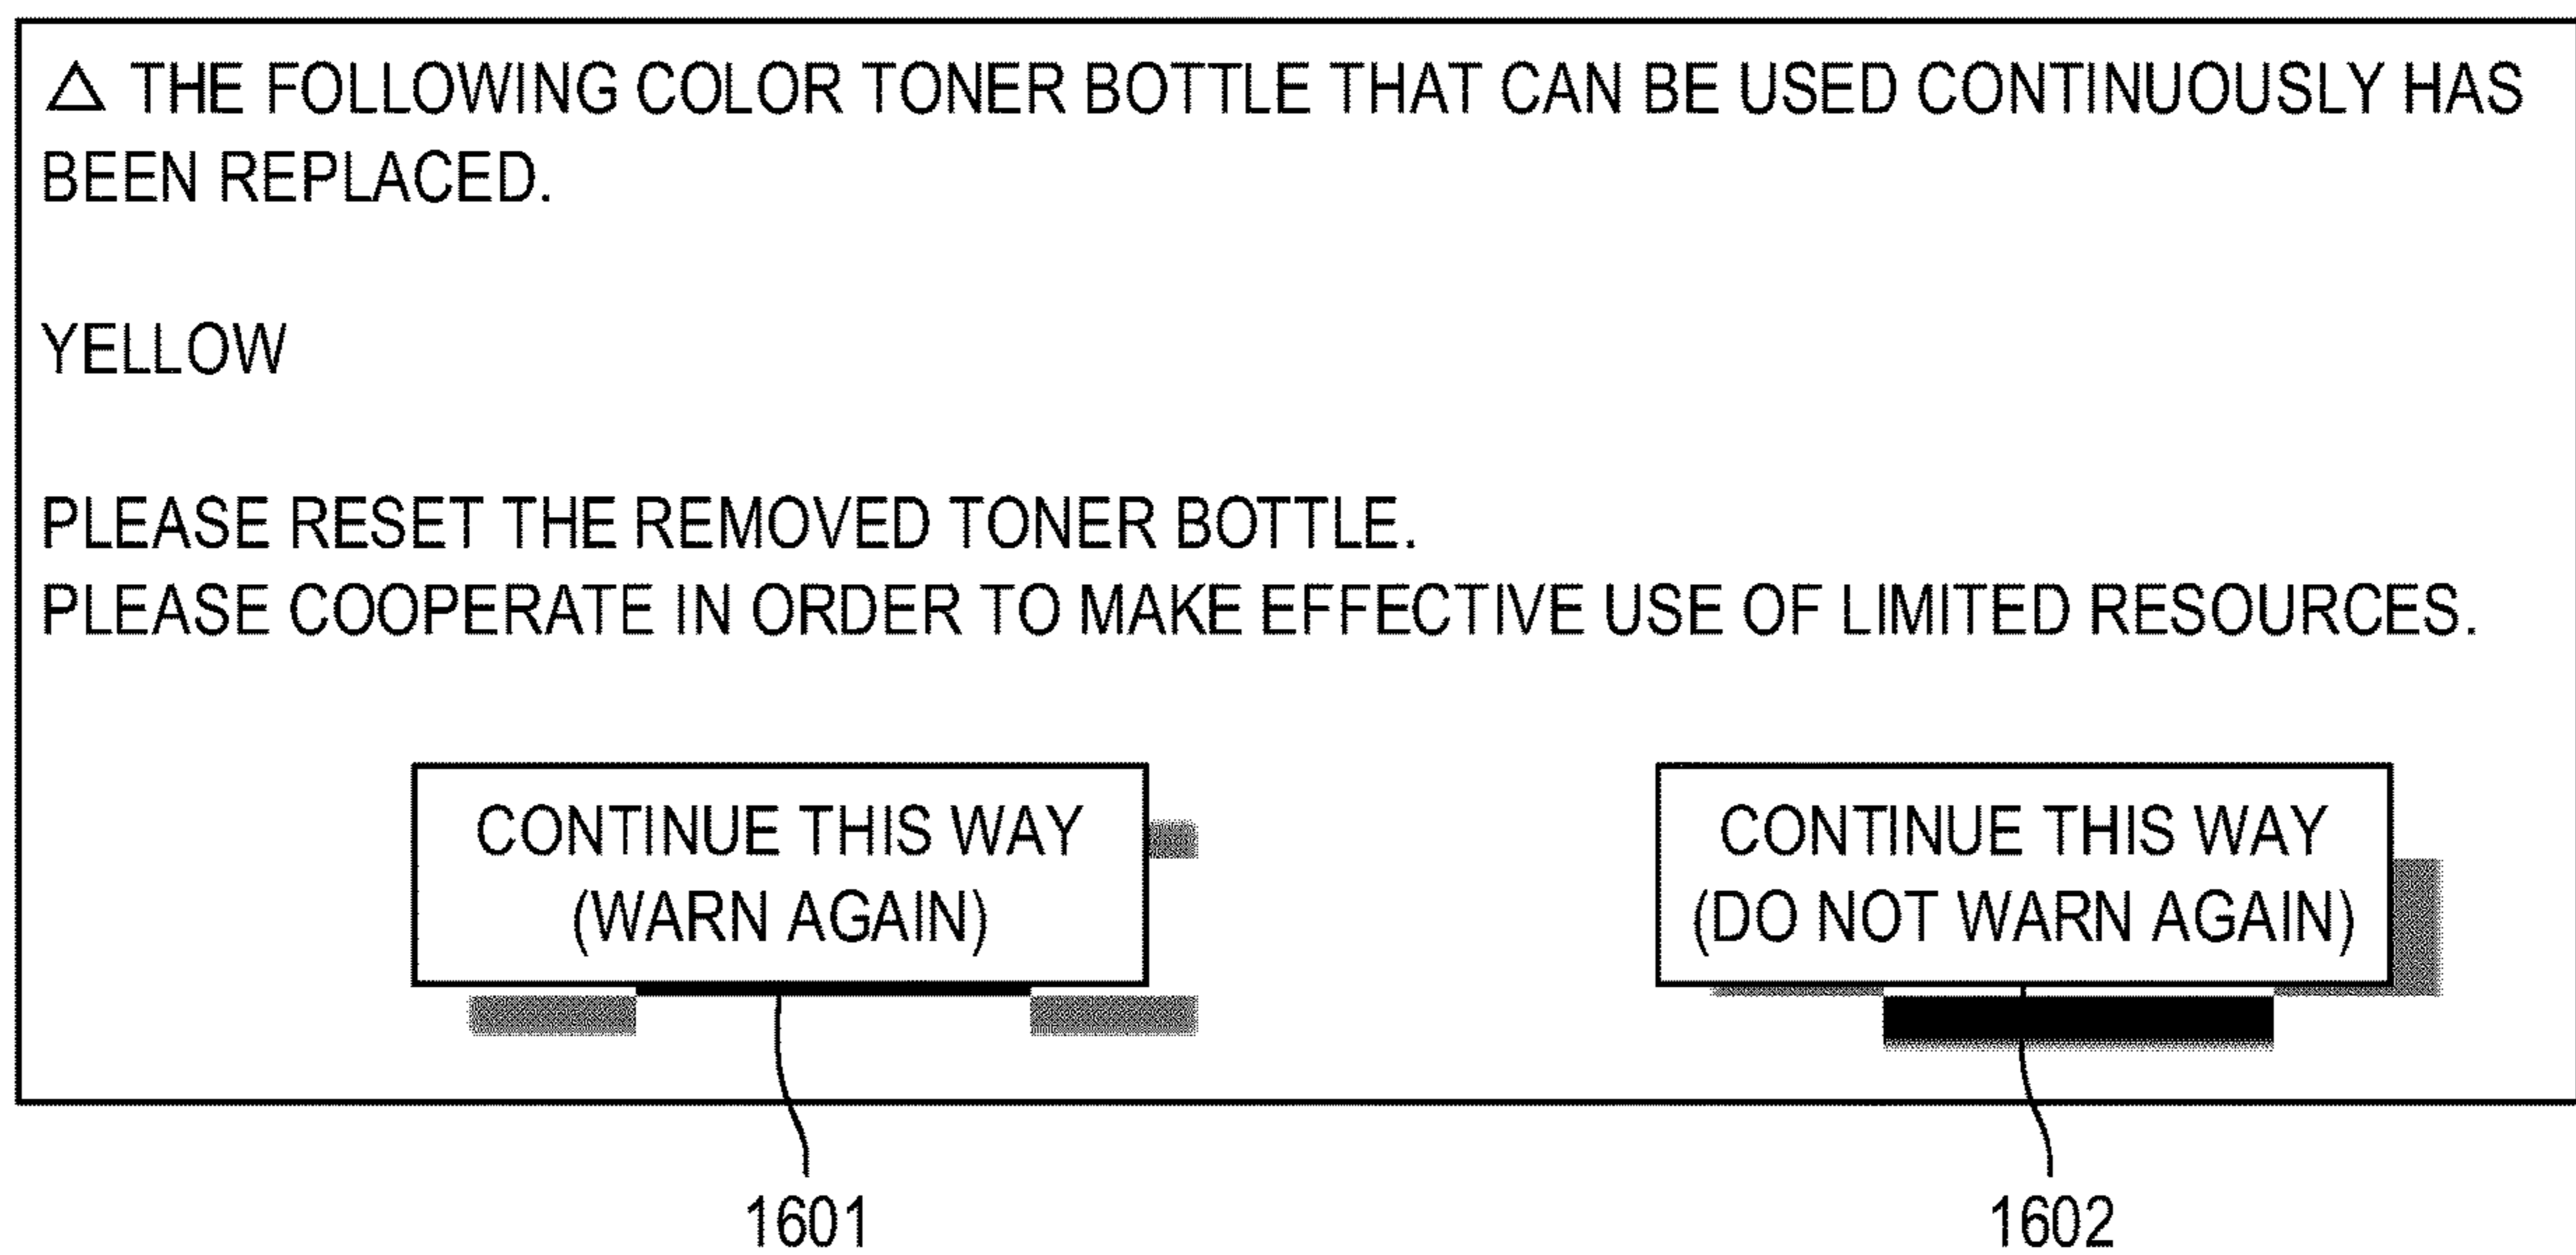 △ THE FOLLOWING COLOR TONER BOTTLE THAT CAN BE USED CONTINUOUSLY HAS
BEEN REPLACED.
YELLOW
PLEASE RESET THE REMOVED TONER BOTTLE.
PLEASE COOPERATE IN ORDER TO MAKE EFFECTIVE USE OF LIMITED RESOURCES.
CONTINUE THIS WAY
(WARN AGAIN)
CONTINUE THIS WAY
(DO NOT WARN AGAIN)
1601
1602